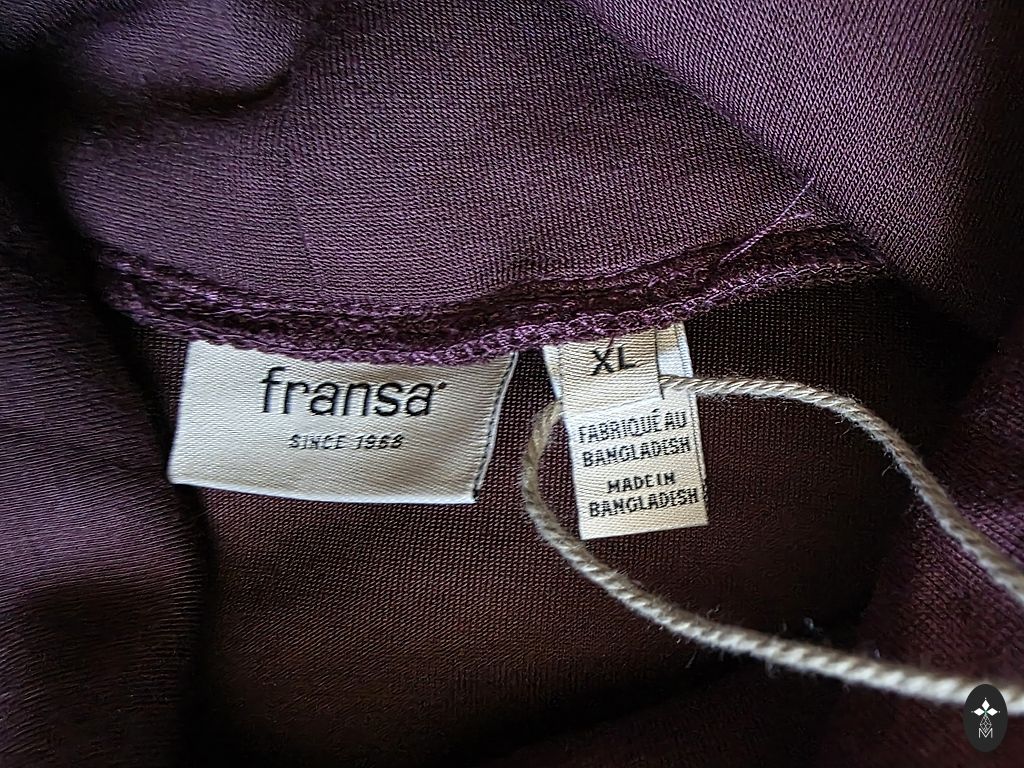 fransa
SINCE 1968
XL
FABRIQUÉ AU
BANGLADESH
MADE IN
BANGLADESH
M